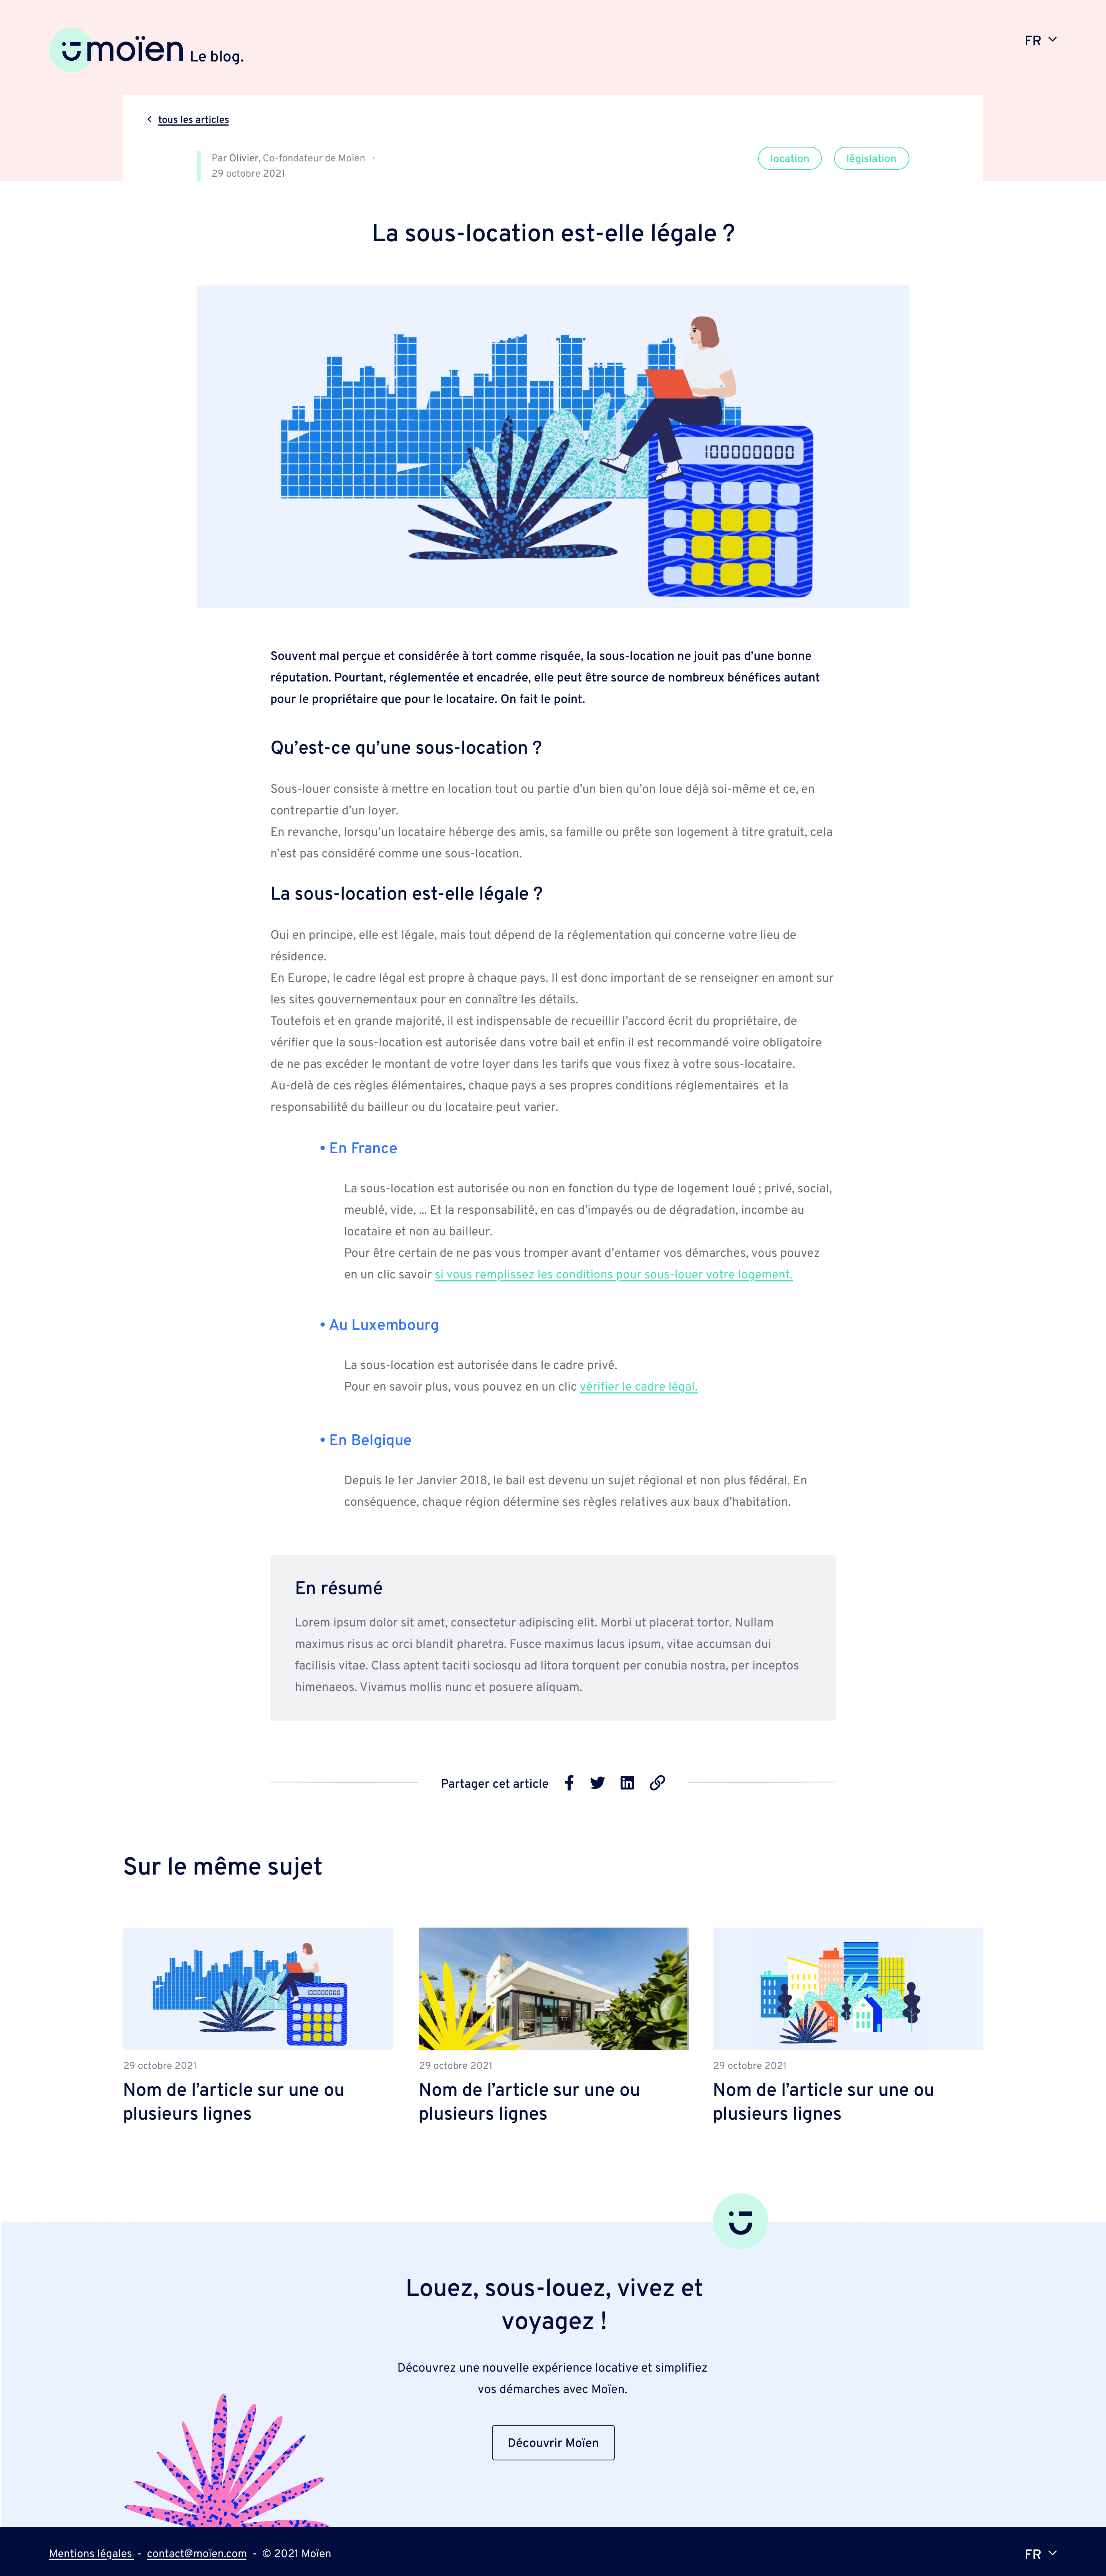 moïen Le blog.
FR
tous les articles
Par Olivier, Co-fondateur de Moïen ·
29 octobre 2021
location
législation
La sous-location est-elle légale ?
1000000000
Souvent mal perçue et considérée à tort comme risquée, la sous-location ne jouit pas d'une bonne
réputation. Pourtant, réglementée et encadrée, elle peut être source de nombreux bénéfices autant
pour le propriétaire que pour le locataire. On fait le point.
Qu’est-ce qu’une sous-location ?
Sous-louer consiste à mettre en location tout ou partie d’un bien qu’on loue déjà soi-même et ce, en
contrepartie d’un loyer.
En revanche, lorsqu’un locataire héberge des amis, sa famille ou prête son logement à titre gratuit, cela
n’est pas considéré comme une sous-location.
La sous-location est-elle légale ?
Oui en principe, elle est légale, mais tout dépend de la réglementation qui concerne votre lieu de
résidence.
En Europe, le cadre légal est propre à chaque pays. Il est donc important de se renseigner en amont sur
les sites gouvernementaux pour en connaître les détails.
Toutefois et en grande majorité, il est indispensable de recueillir l’accord écrit du propriétaire, de
vérifier que la sous-location est autorisée dans votre bail et enfin il est recommandé voire obligatoire
de ne pas excéder le montant de votre loyer dans les tarifs que vous fixez à votre sous-locataire.
Au-delà de ces règles élémentaires, chaque pays a ses propres conditions réglementaires et la
responsabilité du bailleur ou du locataire peut varier.
• En France
La sous-location est autorisée ou non en fonction du type de logement loué ; privé, social,
meublé, vide, ... Et la responsabilité, en cas d’impayés ou de dégradation, incombe au
locataire et non au bailleur.
Pour être certain de ne pas vous tromper avant d’entamer vos démarches, vous pouvez
en un clic savoir si vous remplissez les conditions pour sous-louer votre logement.
• Au Luxembourg
La sous-location est autorisée dans le cadre privé.
Pour en savoir plus, vous pouvez en un clic vérifier le cadre légal.
• En Belgique
Depuis le 1er Janvier 2018, le bail est devenu un sujet régional et non plus fédéral. En
conséquence, chaque région détermine ses règles relatives aux baux d’habitation.
En résumé
Lorem ipsum dolor sit amet, consectetur adipiscing elit. Morbi ut placerat tortor. Nullam
maximus risus ac orci blandit pharetra. Fusce maximus lacus ipsum, vitae accumsan dui
facilisis vitae. Class aptent taciti sociosqu ad litora torquent per conubia nostra, per inceptos
himenaeos. Vivamus mollis nunc et posuere aliquam.
Partager cet article
Sur le même sujet
29 octobre 2021
Nom de l’article sur une ou
plusieurs lignes
29 octobre 2021
Nom de l’article sur une ou
plusieurs lignes
29 octobre 2021
Nom de l’article sur une ou
plusieurs lignes
Louez, sous-louez, vivez et
voyagez !
Découvrez une nouvelle expérience locative et simplifiez
vos démarches avec Moïen.
Découvrir Moïen
Mentions légales - contact@moïen.com - © 2021 Moïen
FR